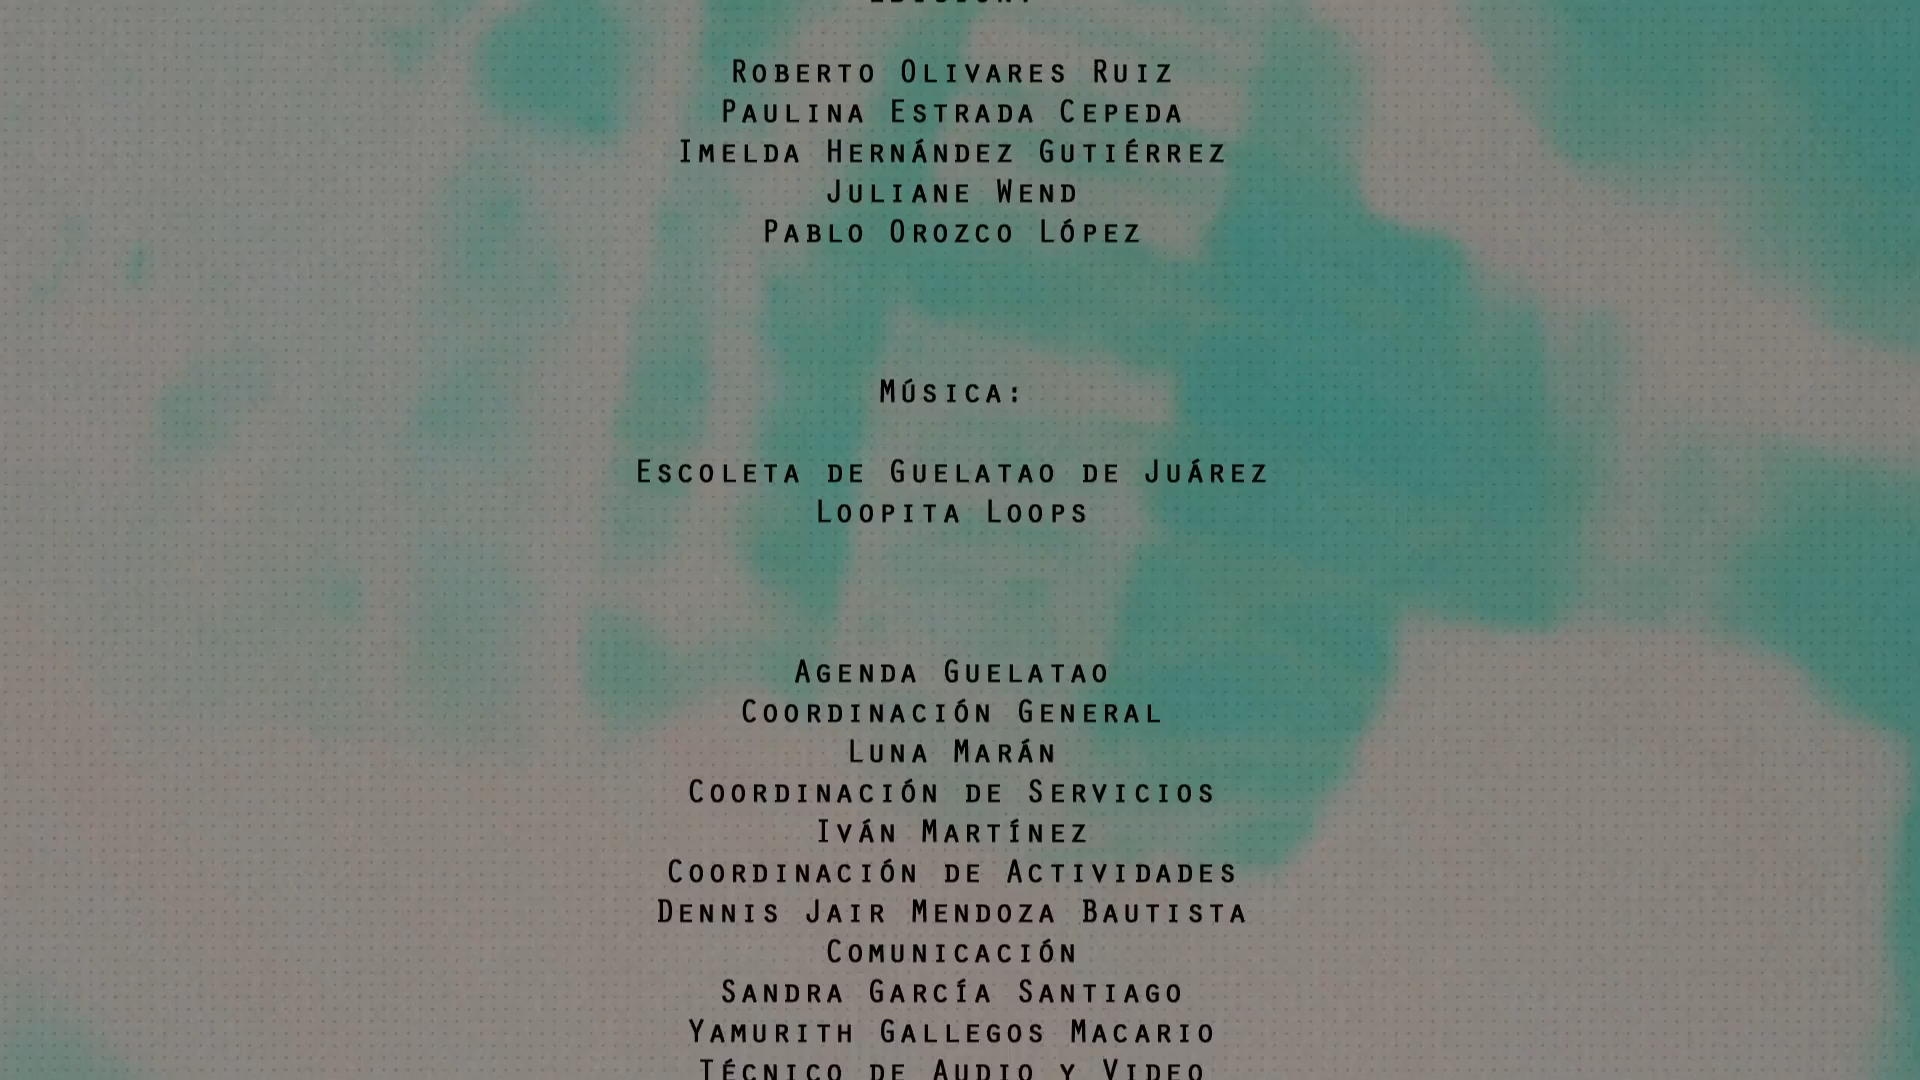 Edición:
Roberto Olivares Ruiz
Paulina Estrada Cepeda
Imelda Hernández Gutiérrez
Juliane Wend
Pablo Orozco López
Música:
Escoleta de Guelatao de Juárez
Loopita Loops
Agenda Guelatao
Coordinación General
Luna Marán
Coordinación de Servicios
Iván Martínez
Coordinación de Actividades
Dennis Jair Mendoza Bautista
Comunicación
Sandra García Santiago
Yamurith Gallegos Macario
Técnico de Audio y Video